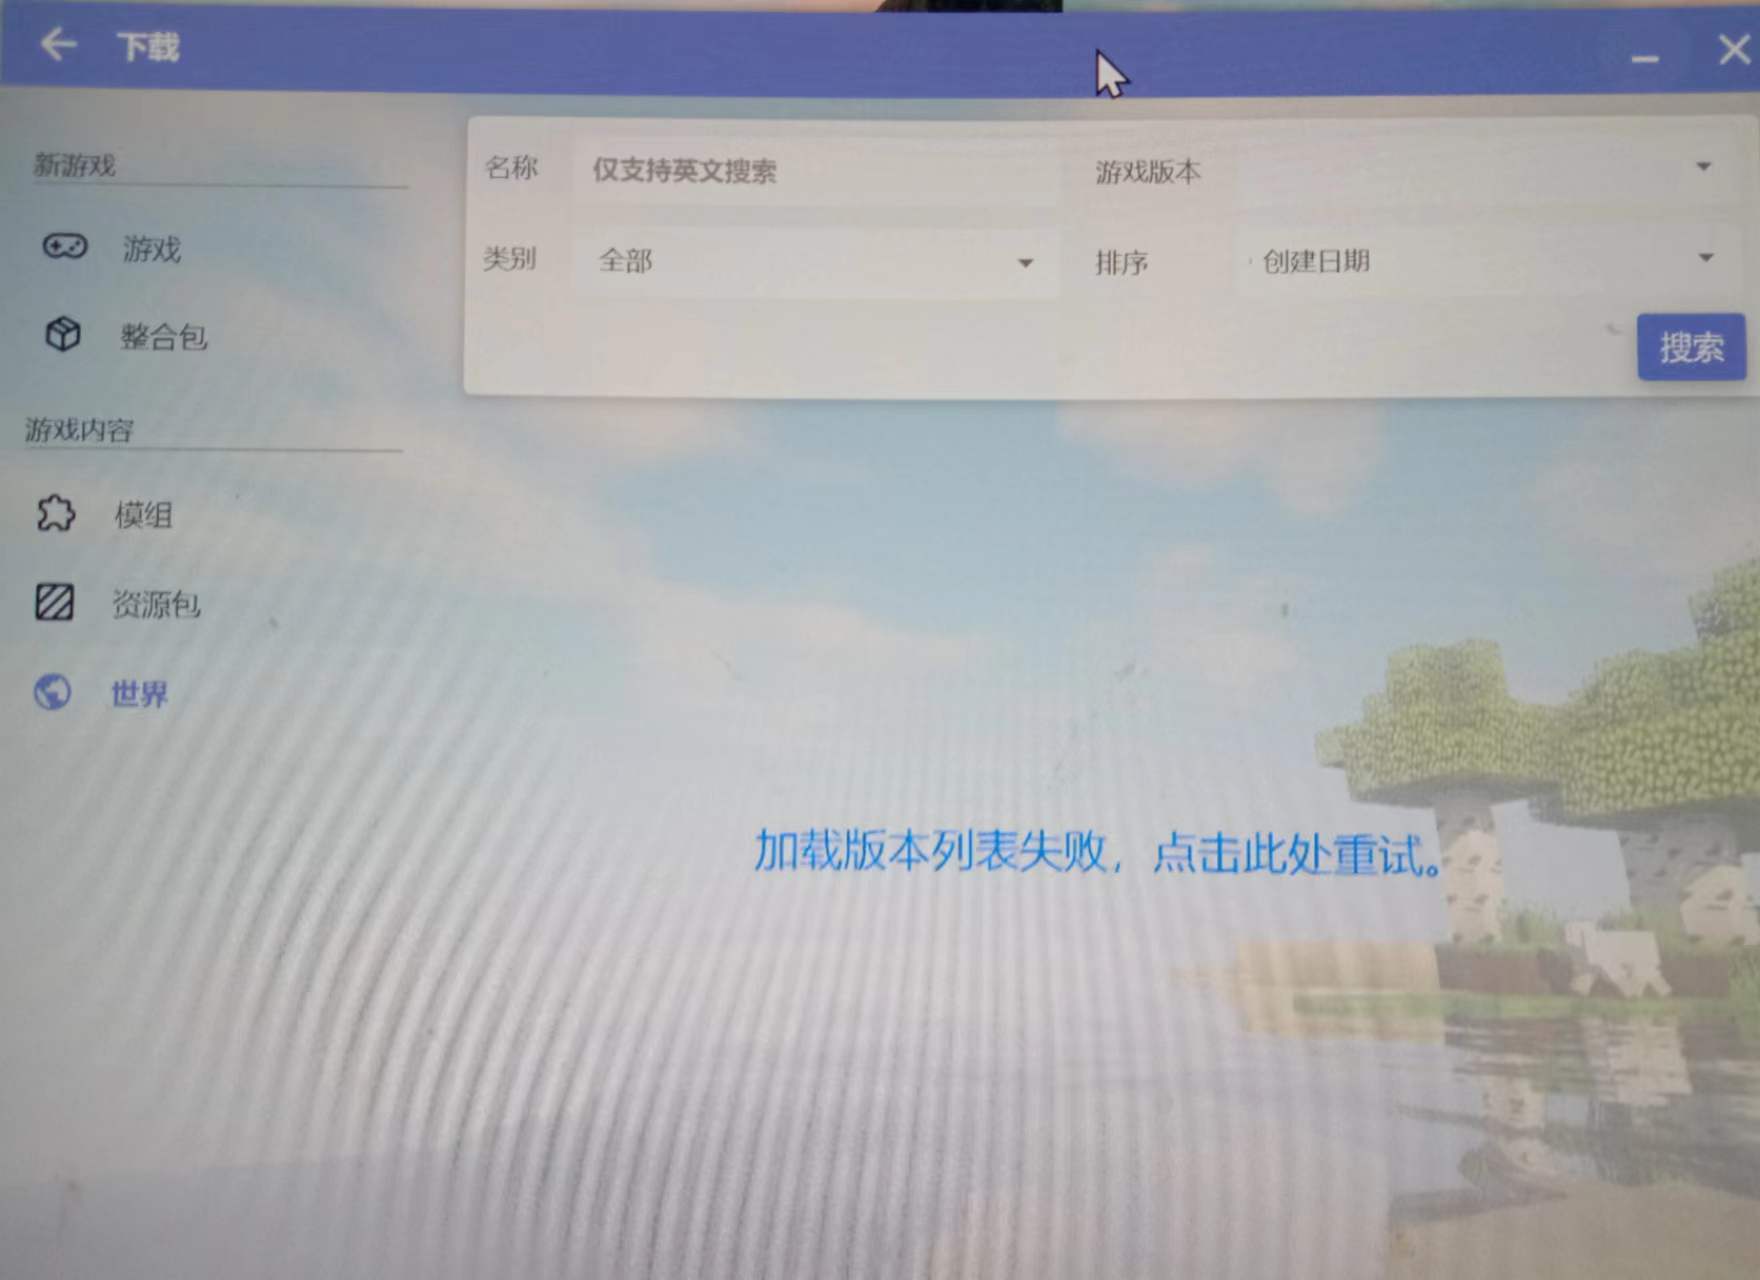 下载
新游戏
游戏
整合包
游戏内容
模组
资源包
世界
名称 仅支持英文搜索 游戏版本
类别 全部 排序 创建日期
搜索
加载版本列表失败，点击此处重试。